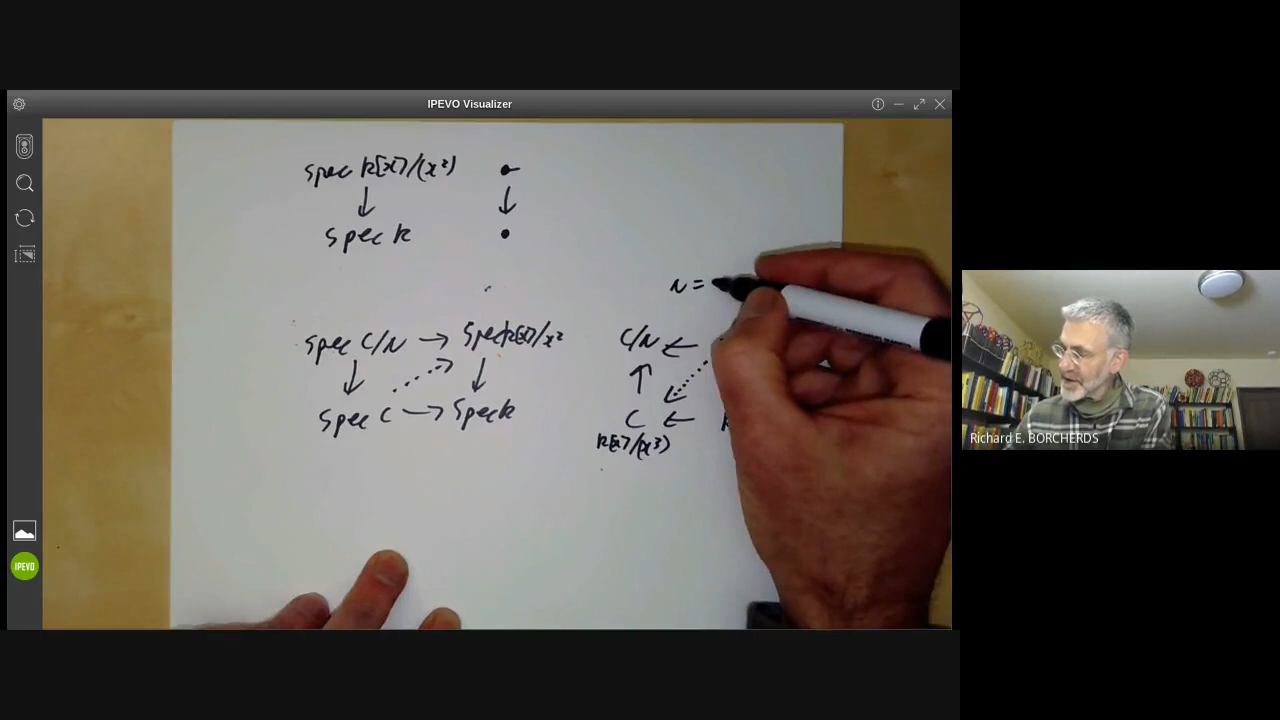 IPEVO Visualizer
spec k[x]/(x²)
↓ ↓
spec k
N =
spec C/N → spec k[x]/x²
C/N ←
↓ ↓ ↑
spec C → spec k
C ←
k[x]/(x³)
Richard E. BORCHERDS
IPEVO